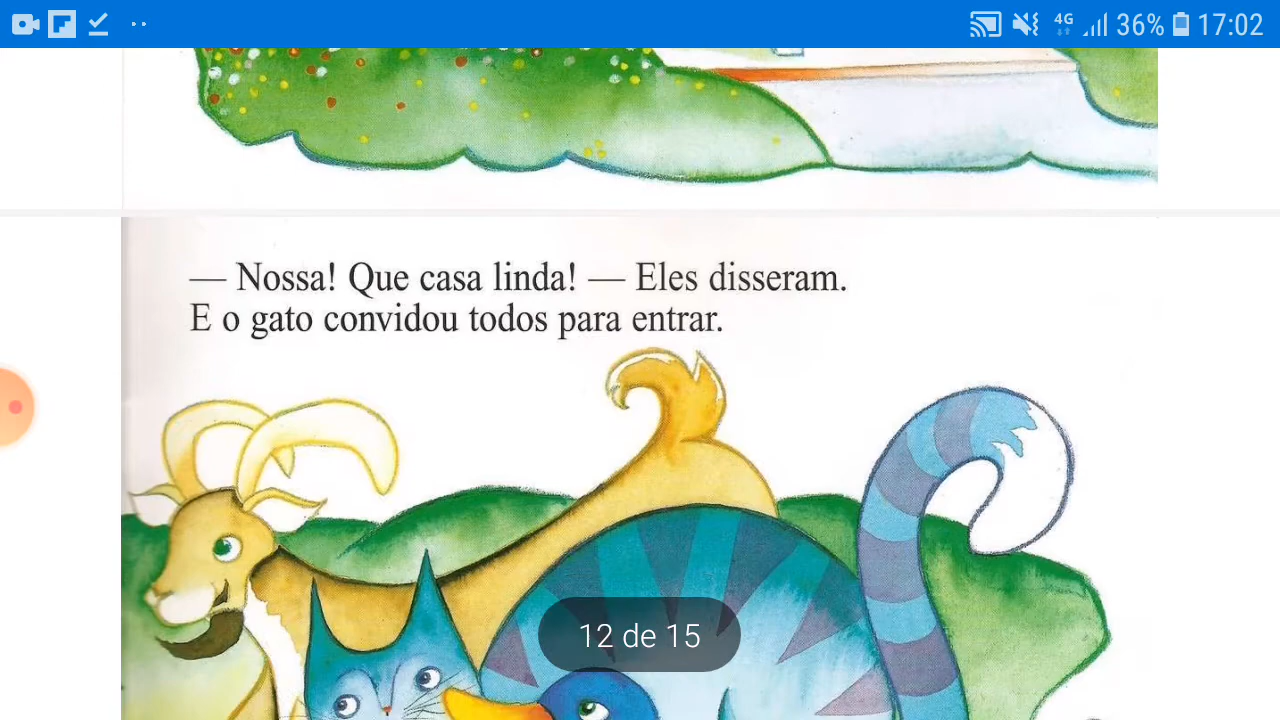 4G 36% 17:02
— Nossa! Que casa linda! — Eles disseram.
E o gato convidou todos para entrar.
12 de 15